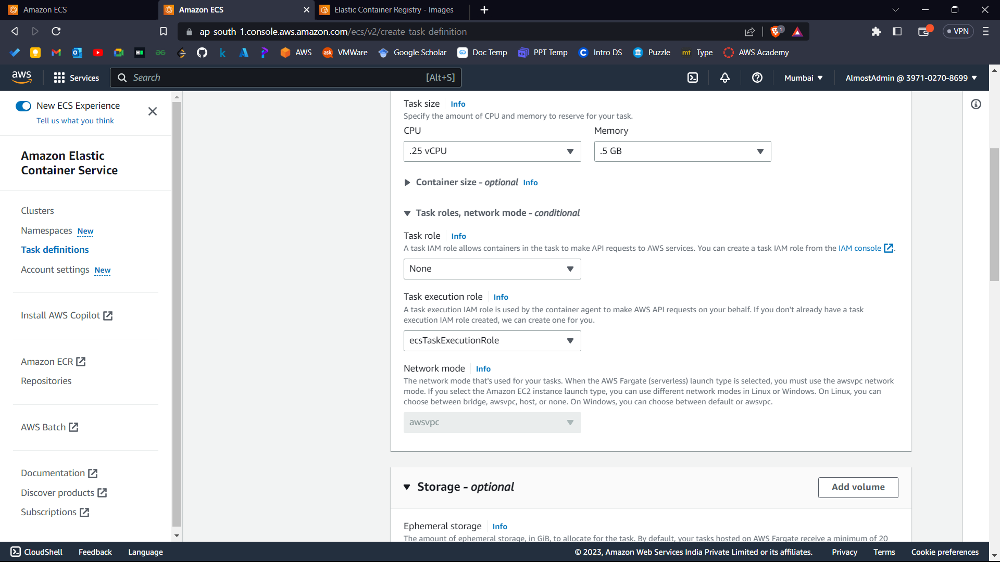 Amazon ECS
Amazon ECS
Elastic Container Registry - Images
ap-south-1.console.aws.amazon.com/ecs/v2/create-task-definition
1
VPN
AWS
ask
VMWare
Google Scholar
Doc Temp
PPT Temp
Intro DS
Puzzle
mt
Type
AWS Academy
aws
Services
Search
[Alt+S]
Mumbai
AlmostAdmin @ 3971-0270-8699
New ECS Experience
Tell us what you think
Amazon Elastic
Container Service
Clusters
Namespaces New
Task definitions
Account settings New
Install AWS Copilot
Amazon ECR
Repositories
AWS Batch
Documentation
Discover products
Subscriptions
Task size Info
Specify the amount of CPU and memory to reserve for your task.
CPU
Memory
.25 vCPU
.5 GB
Container size - optional Info
Task roles, network mode - conditional
Task role Info
A task IAM role allows containers in the task to make API requests to AWS services. You can create a task IAM role from the IAM console.
None
Task execution role Info
A task execution IAM role is used by the container agent to make AWS API requests on your behalf. If you don't already have a task
execution IAM role created, we can create one for you.
ecsTaskExecutionRole
Network mode Info
The network mode that's used for your tasks. When the AWS Fargate (serverless) launch type is selected, you must use the awsvpc network
mode. If you select the Amazon EC2 instance launch type, you can use different network modes in Linux or Windows. On Linux, you can
choose between bridge, awsvpc, host, or none. On Windows, you can choose between default or awsvpc.
awsvpc
Storage - optional
Add volume
Ephemeral storage Info
The amount of ephemeral storage, in GiB, to allocate for the task. By default, your tasks hosted on AWS Fargate receive a minimum of 20
CloudShell
Feedback
Language
© 2023, Amazon Web Services India Private Limited or its affiliates.
Privacy
Terms
Cookie preferences